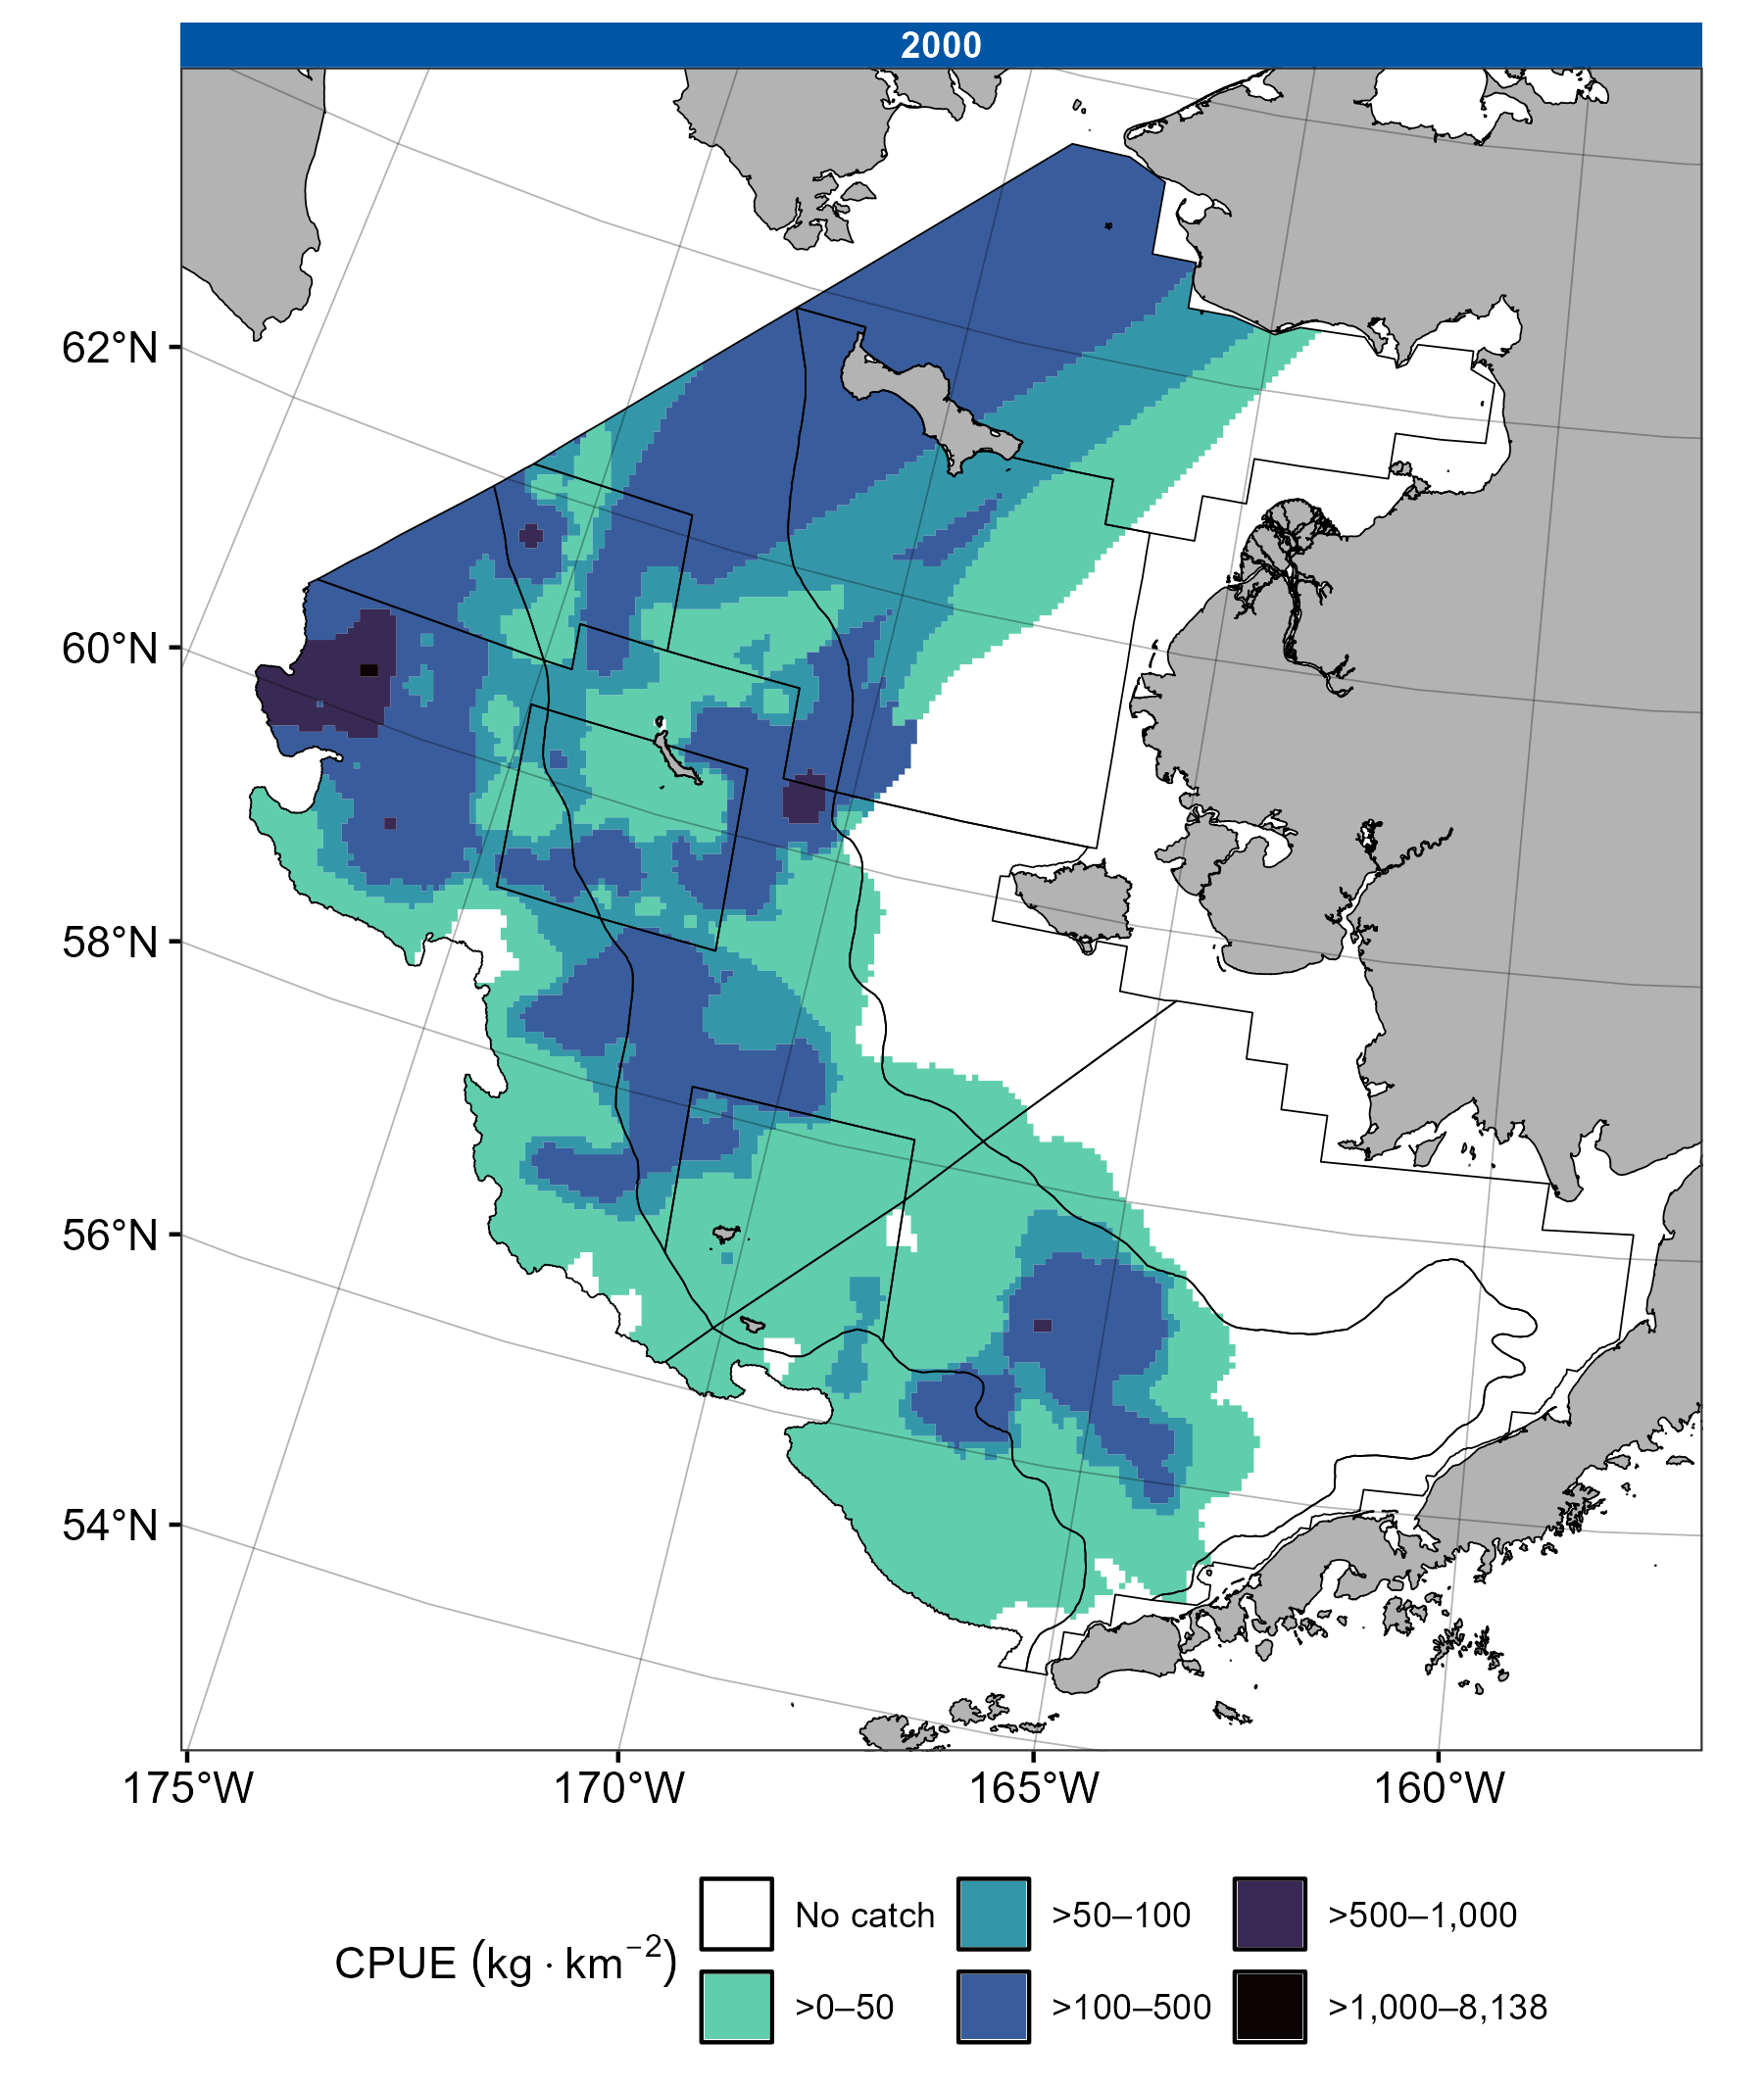 2000
62°N
60°N
58°N
56°N
54°N
175°W 170°W 165°W 160°W
No catch >50–100 >500–1,000
CPUE (kg · km⁻²)
>0–50 >100–500 >1,000–8,138